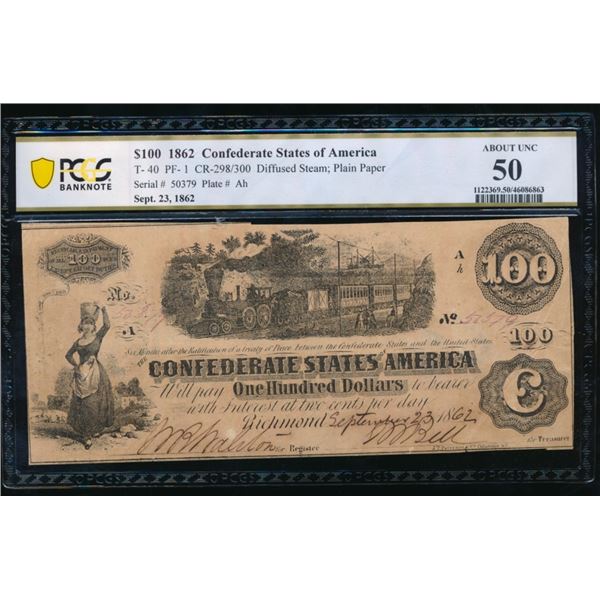 PCGS
BANKNOTE
$100 1862 Confederate States of America
T- 40 PF- 1 CR-298/300 Diffused Steam; Plain Paper
Serial # 50379 Plate # Ah
Sept. 23, 1862
ABOUT UNC
50
1122369.50/46086863
100
A
h
100
No.
No
A
100
Six Months after the Ratification of a treaty of Peace between the Confederate States and the United States
THE CONFEDERATE STATES OF AMERICA
Will pay One Hundred Dollars to bearer
with Interest at two cents per day
C
Richmond September 23 1862
for Register
for Treasurer